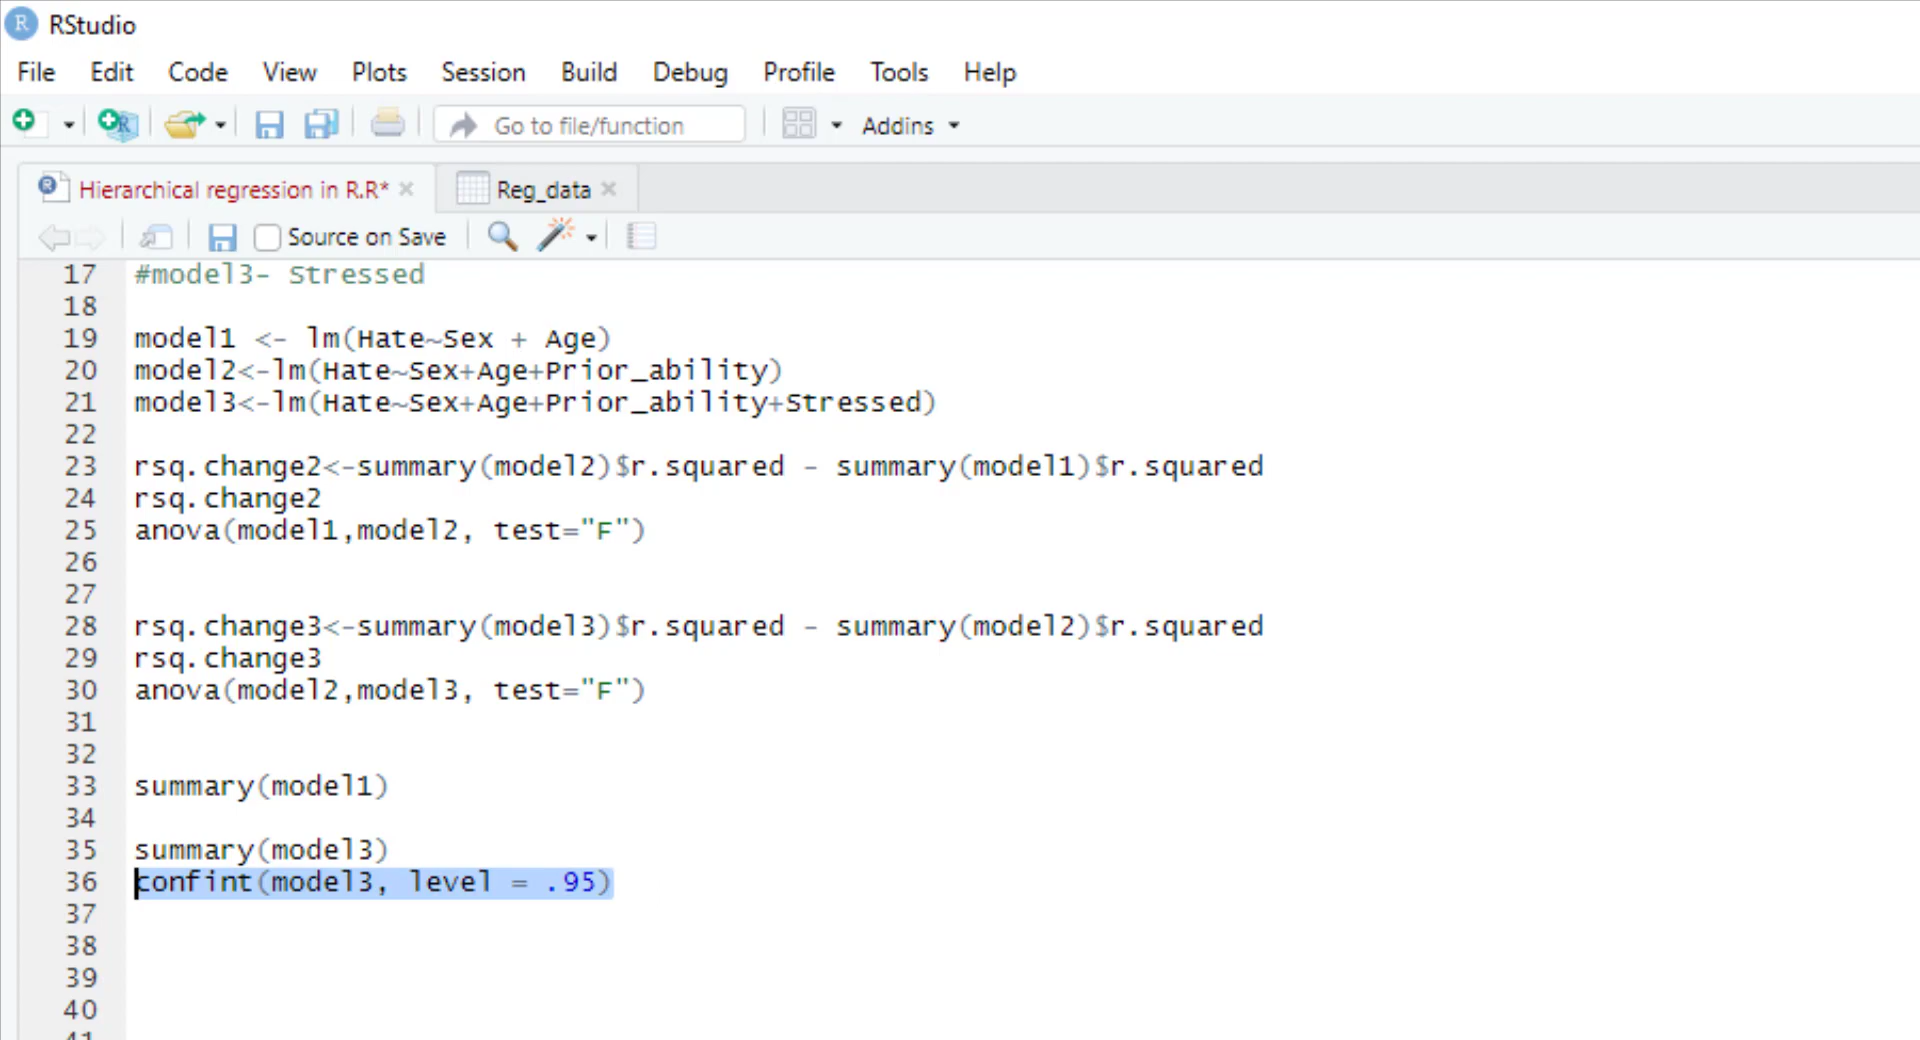 RStudio
File Edit Code View Plots Session Build Debug Profile Tools Help
Go to file/function Addins
Hierarchical regression in R.R* Reg_data
Source on Save
17 #model3- Stressed
18
19 model1 <- lm(Hate~Sex + Age)
20 model2<-lm(Hate~Sex+Age+Prior_ability)
21 model3<-lm(Hate~Sex+Age+Prior_ability+Stressed)
22
23 rsq.change2<-summary(model2)$r.squared - summary(model1)$r.squared
24 rsq.change2
25 anova(model1,model2, test="F")
26
27
28 rsq.change3<-summary(model3)$r.squared - summary(model2)$r.squared
29 rsq.change3
30 anova(model2,model3, test="F")
31
32
33 summary(model1)
34
35 summary(model3)
36 confint(model3, level = .95)
37
38
39
40
41